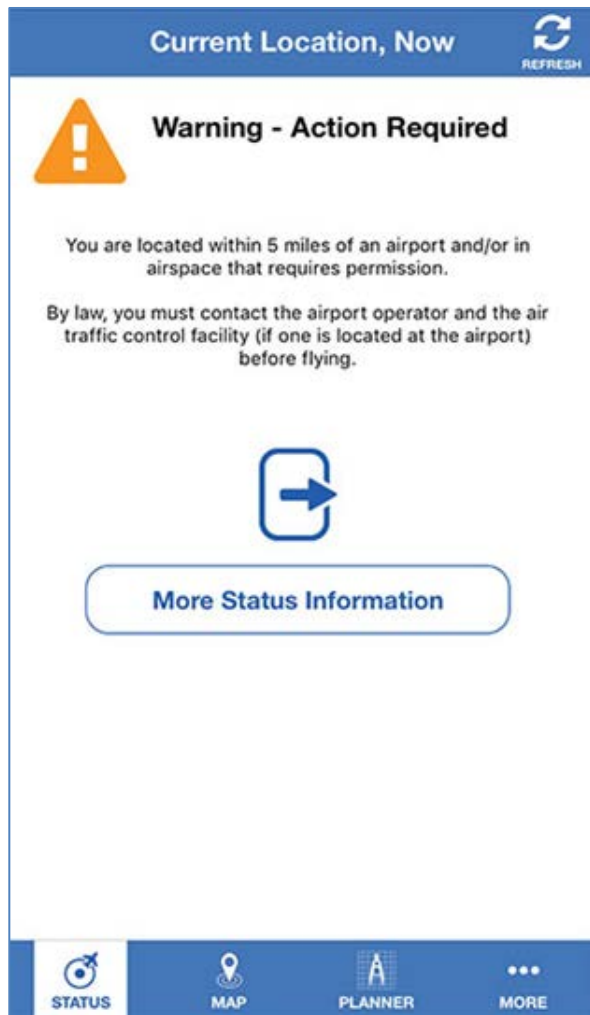 Current Location, Now
REFRESH
Warning - Action Required
You are located within 5 miles of an airport and/or in
airspace that requires permission.
By law, you must contact the airport operator and the air
traffic control facility (if one is located at the airport)
before flying.
More Status Information
STATUS
MAP
PLANNER
MORE